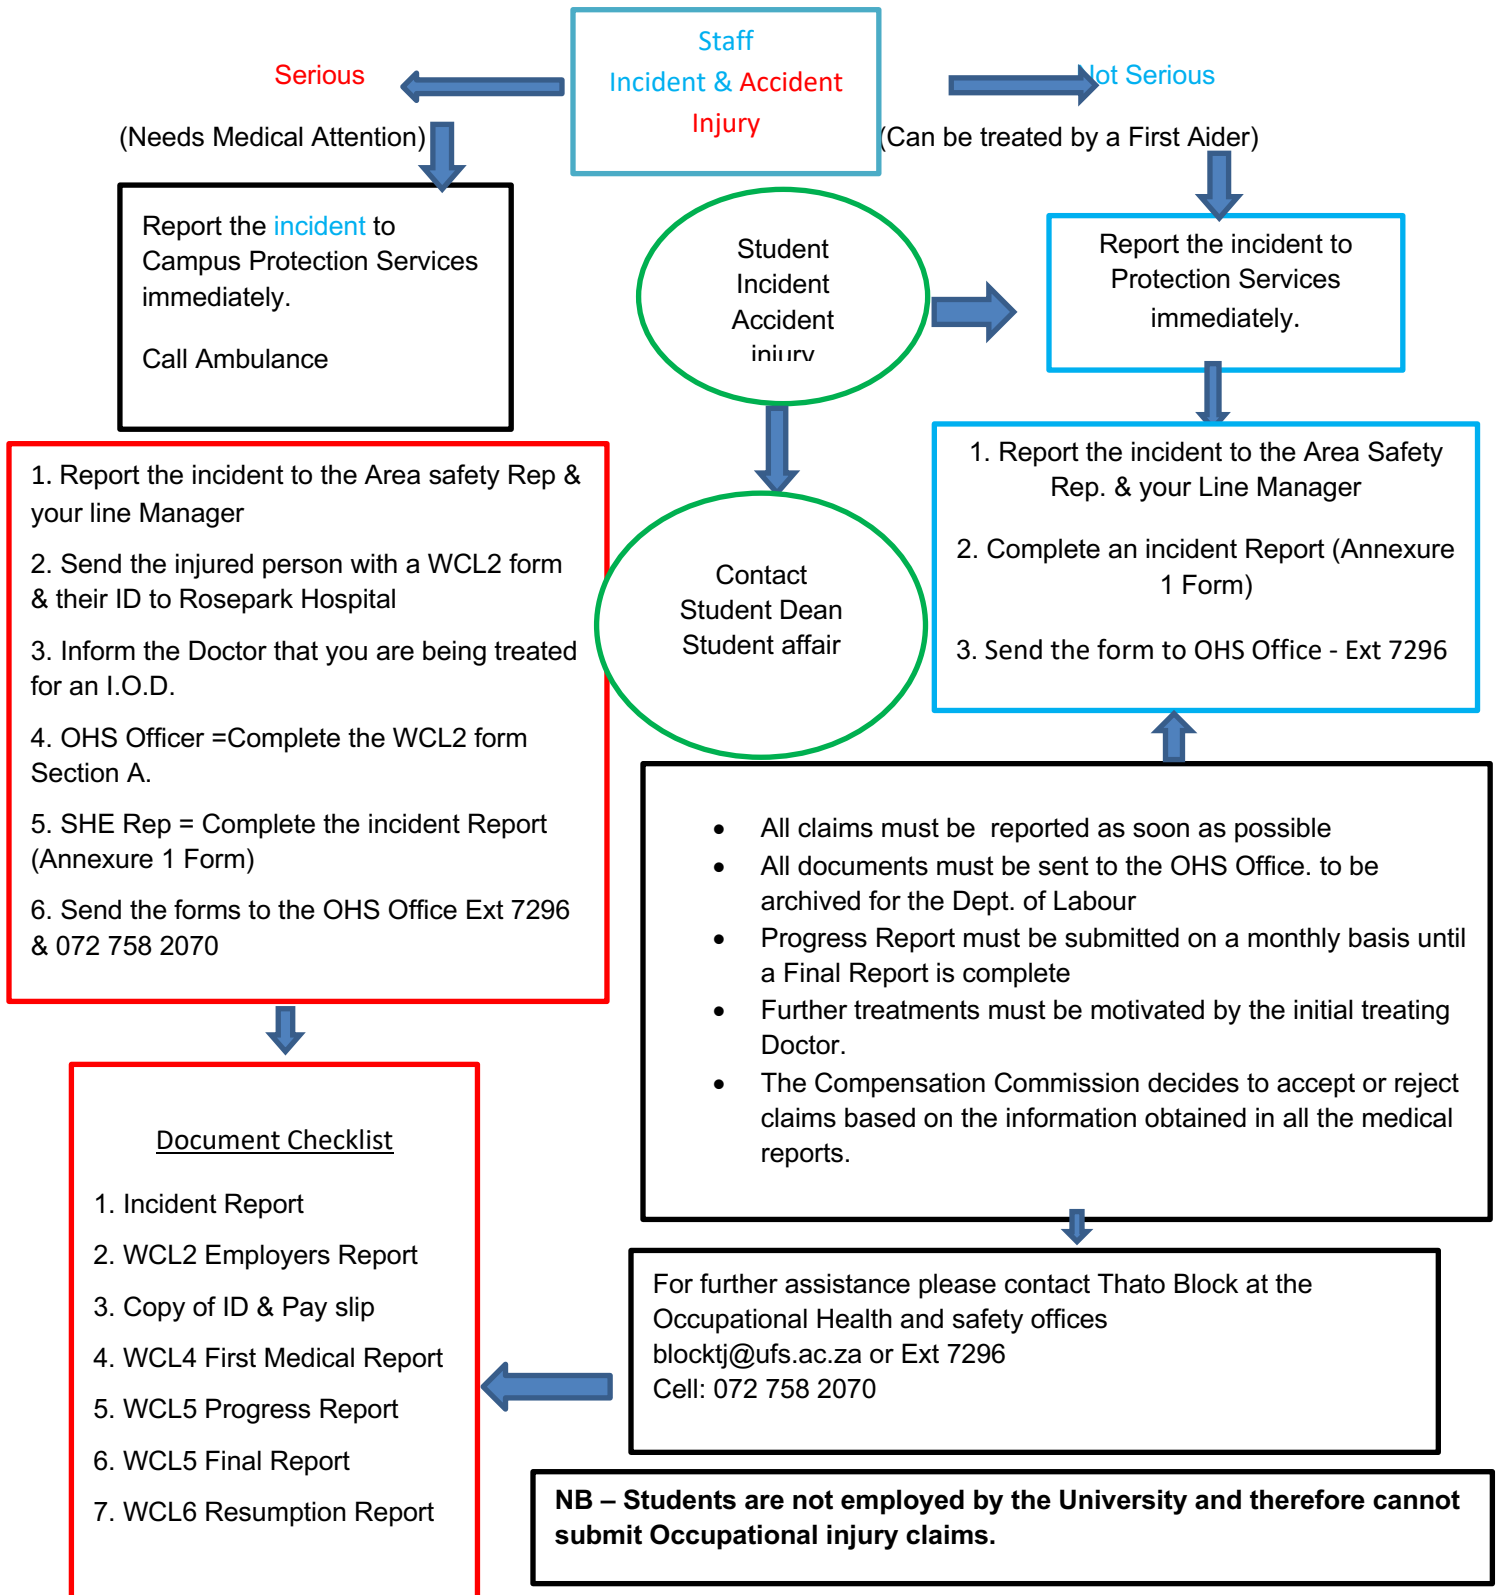 Staff
Incident & Accident
Injury
Serious
(Needs Medical Attention)
Not Serious
(Can be treated by a First Aider)
Report the incident to
Campus Protection Services
immediately.
Call Ambulance
Student
Incident
Accident
injury
Report the incident to
Protection Services
immediately.
1. Report the incident to the Area safety Rep &
your line Manager
2. Send the injured person with a WCL2 form
& their ID to Rosepark Hospital
3. Inform the Doctor that you are being treated
for an I.O.D.
4. OHS Officer =Complete the WCL2 form
Section A.
5. SHE Rep = Complete the incident Report
(Annexure 1 Form)
6. Send the forms to the OHS Office Ext 7296
& 072 758 2070
Contact
Student Dean
Student affair
1. Report the incident to the Area Safety
Rep. & your Line Manager
2. Complete an incident Report (Annexure
1 Form)
3. Send the form to OHS Office - Ext 7296
• All claims must be  reported as soon as possible
• All documents must be sent to the OHS Office. to be
archived for the Dept. of Labour
• Progress Report must be submitted on a monthly basis until
a Final Report is complete
• Further treatments must be motivated by the initial treating
Doctor.
• The Compensation Commission decides to accept or reject
claims based on the information obtained in all the medical
reports.
Document Checklist
1. Incident Report
2. WCL2 Employers Report
3. Copy of ID & Pay slip
4. WCL4 First Medical Report
5. WCL5 Progress Report
6. WCL5 Final Report
7. WCL6 Resumption Report
For further assistance please contact Thato Block at the
Occupational Health and safety offices
blocktj@ufs.ac.za or Ext 7296
Cell: 072 758 2070
NB – Students are not employed by the University and therefore cannot
submit Occupational injury claims.